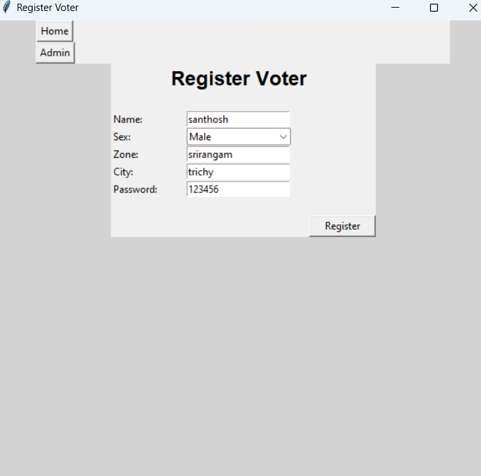 Register Voter
Home
Admin
Register Voter
Name: santhosh
Sex: Male
Zone: srirangam
City: trichy
Password: 123456
Register